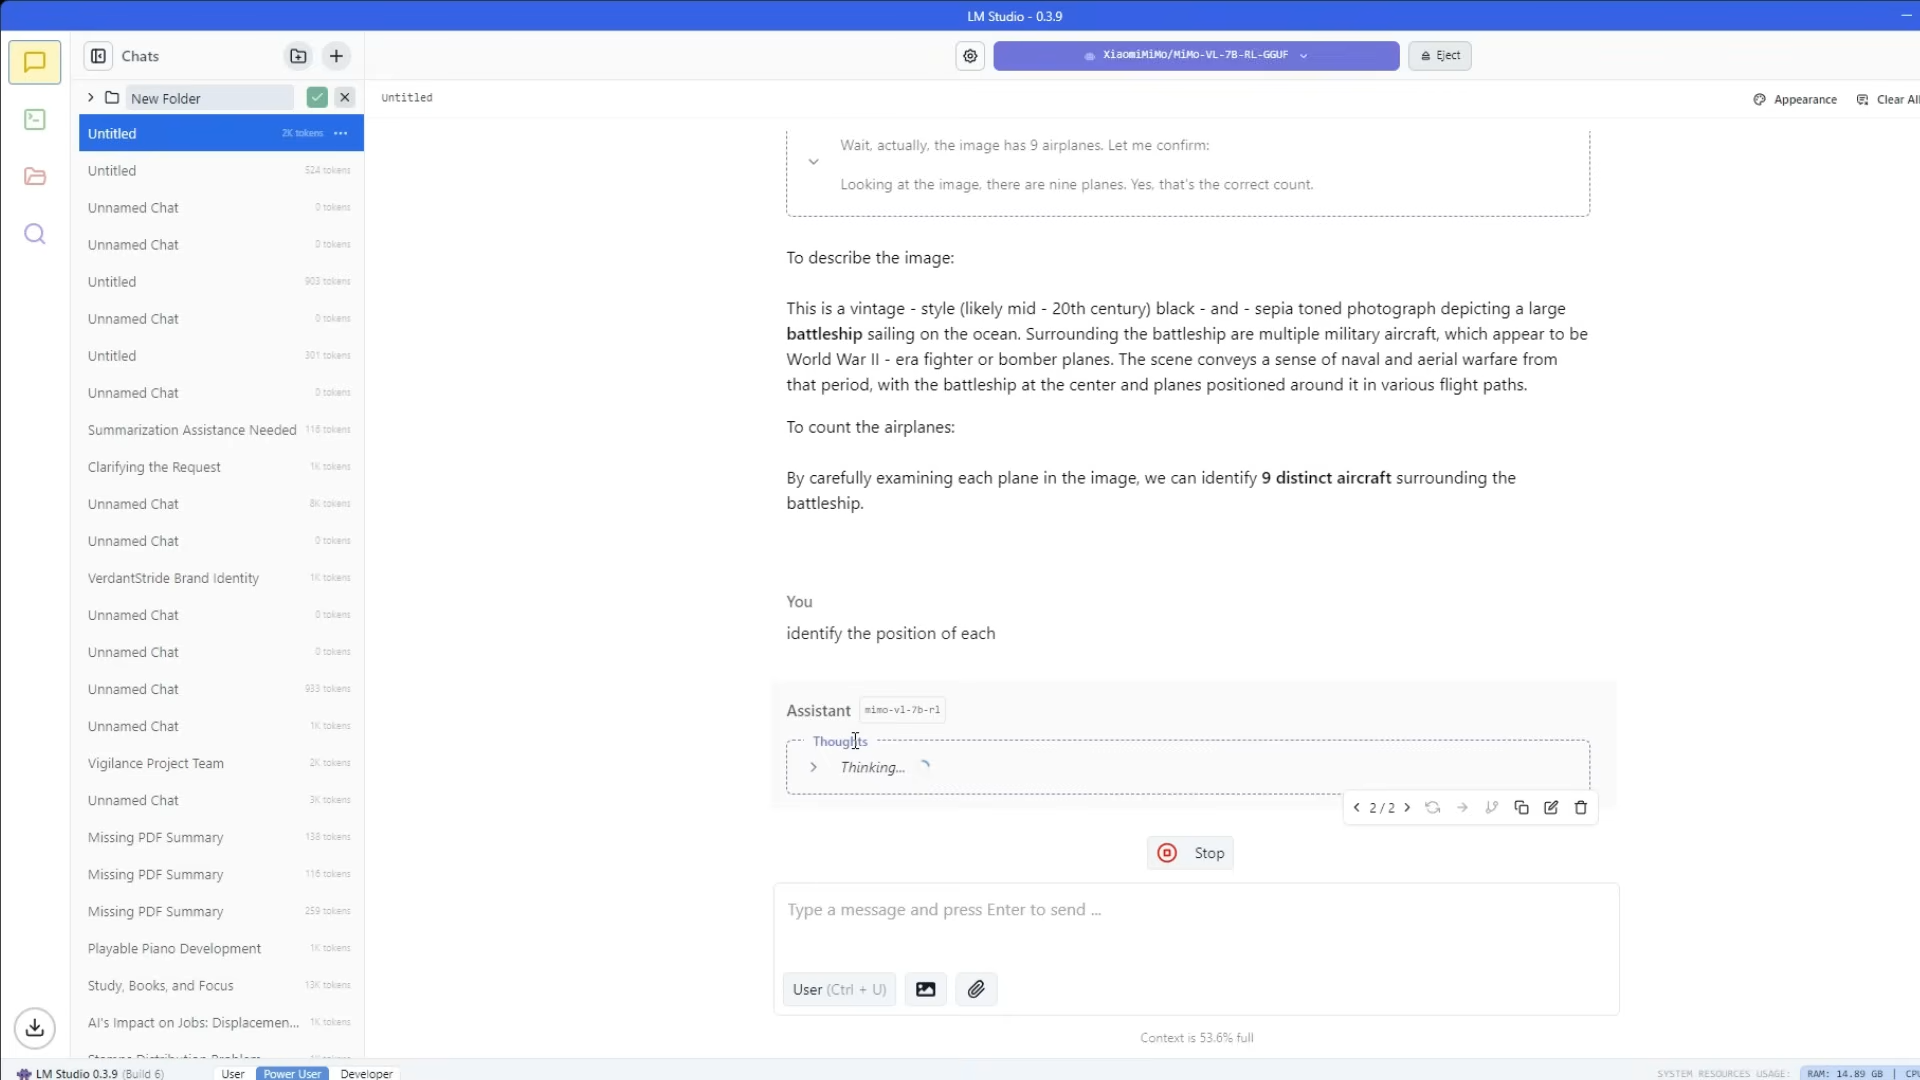 LM Studio - 0.3.9
Chats
XiaomiMiMo/MiMo-VL-7B-RL-GGUF
Eject
New Folder
Untitled
Appearance
Clear All
Untitled 2K tokens
Untitled 524 tokens
Unnamed Chat 0 tokens
Unnamed Chat 0 tokens
Untitled 903 tokens
Unnamed Chat 0 tokens
Untitled 301 tokens
Unnamed Chat 0 tokens
Summarization Assistance Needed 116 tokens
Clarifying the Request 1K tokens
Unnamed Chat 8K tokens
Unnamed Chat 0 tokens
VerdantStride Brand Identity 1K tokens
Unnamed Chat 0 tokens
Unnamed Chat 0 tokens
Unnamed Chat 933 tokens
Unnamed Chat 1K tokens
Vigilance Project Team 2K tokens
Unnamed Chat 3K tokens
Missing PDF Summary 138 tokens
Missing PDF Summary 116 tokens
Missing PDF Summary 259 tokens
Playable Piano Development 1K tokens
Study, Books, and Focus 13K tokens
AI's Impact on Jobs: Displacemen... 1K tokens
Wait, actually, the image has 9 airplanes. Let me confirm:
Looking at the image, there are nine planes. Yes, that's the correct count.
To describe the image:
This is a vintage - style (likely mid - 20th century) black - and - sepia toned photograph depicting a large
battleship sailing on the ocean. Surrounding the battleship are multiple military aircraft, which appear to be
World War II - era fighter or bomber planes. The scene conveys a sense of naval and aerial warfare from
that period, with the battleship at the center and planes positioned around it in various flight paths.
To count the airplanes:
By carefully examining each plane in the image, we can identify 9 distinct aircraft surrounding the
battleship.
You
identify the position of each
Assistant mimo-vl-7b-rl
Thoughts
Thinking...
2 / 2
Stop
Type a message and press Enter to send ...
User (Ctrl + U)
Context is 53.6% full
LM Studio 0.3.9 (Build 6)
User
Power User
Developer
SYSTEM RESOURCES USAGE:
RAM: 14.89 GB | CPU